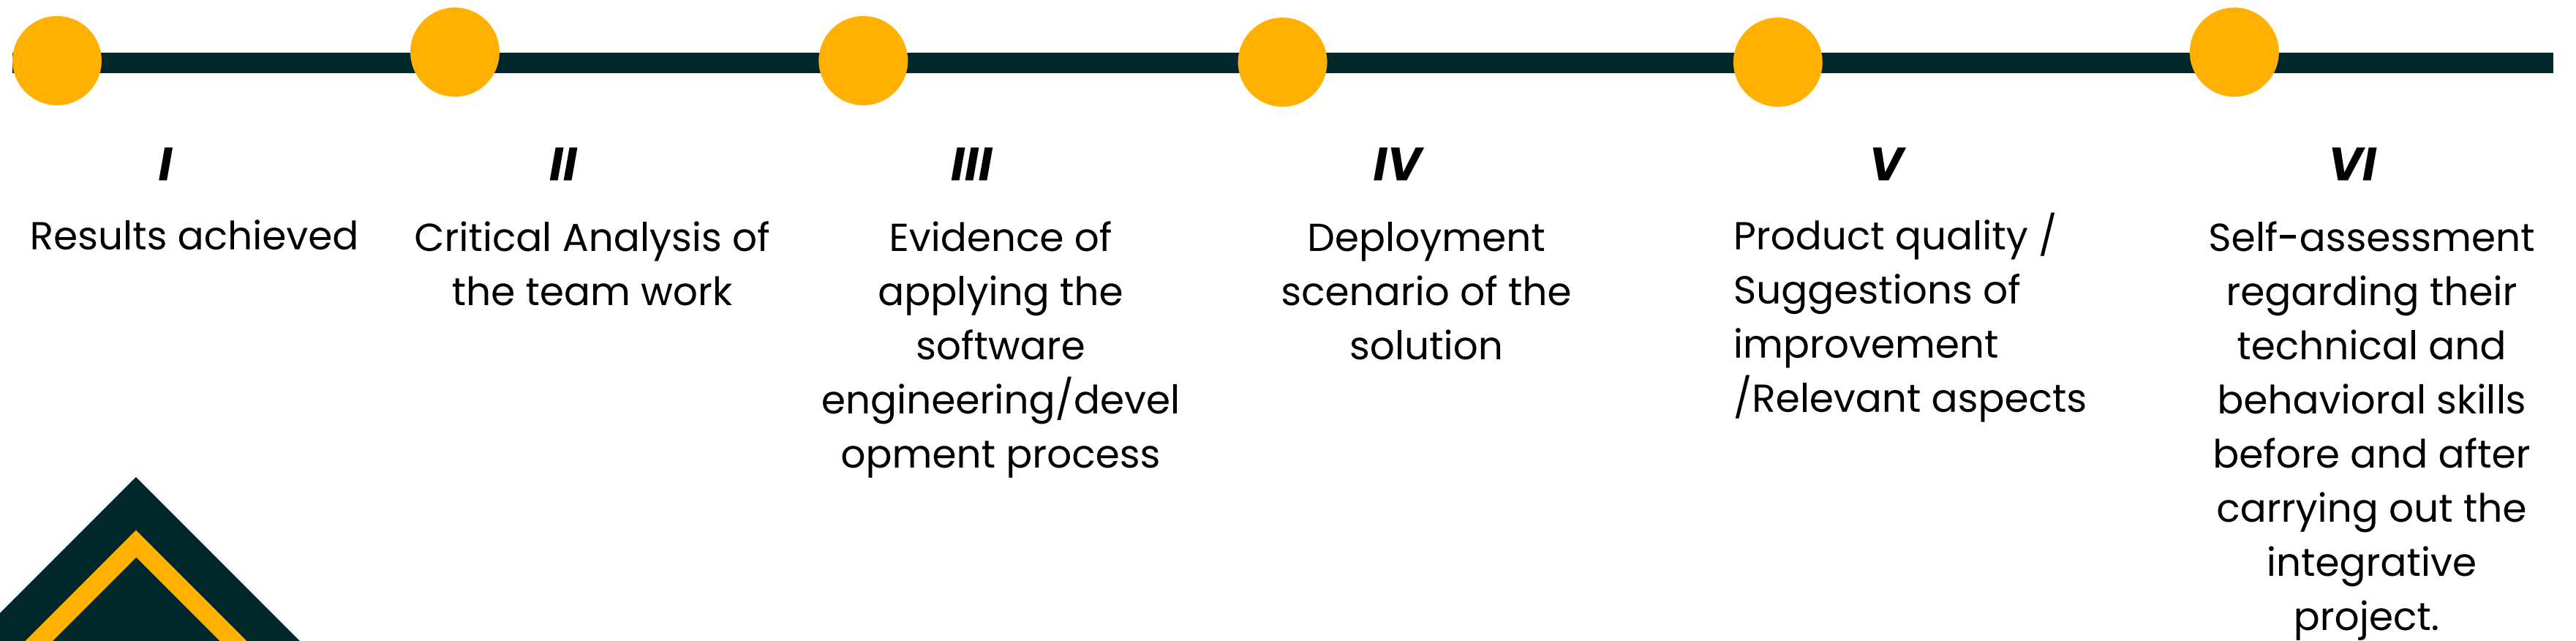 I
Results achieved
II
Critical Analysis of
the team work
III
Evidence of
applying the
software
engineering/devel
opment process
IV
Deployment
scenario of the
solution
V
Product quality /
Suggestions of
improvement
/Relevant aspects
VI
Self-assessment
regarding their
technical and
behavioral skills
before and after
carrying out the
integrative
project.